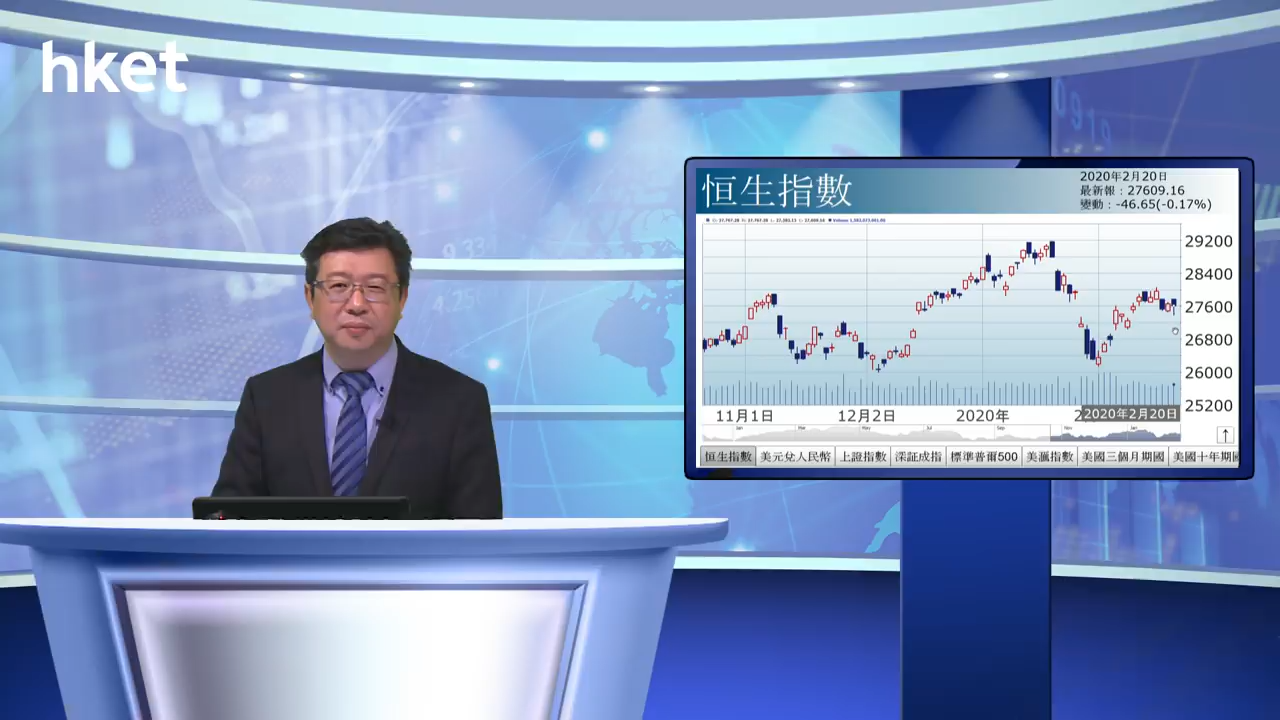 hket
恒生指數
2020年2月20日
最新報：27609.16
變動：-46.65(-0.17%)
29200
28400
27600
26800
26000
25200
11月1日
12月2日
2020年
2020年2月20日
恒生指數
美元兌人民幣
上證指數
深証成指
標準普爾500
美滙指數
美國三個月期國
美國十年期國